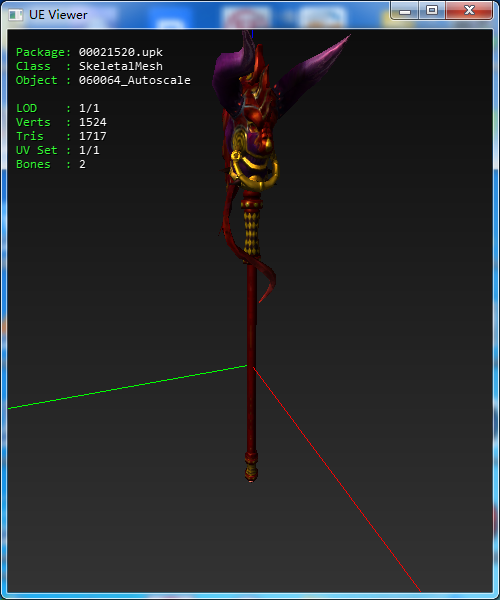 UE Viewer
Package: 00021520.upk
Class : SkeletalMesh
Object : 060064_Autoscale
LOD : 1/1
Verts : 1524
Tris : 1717
UV Set : 1/1
Bones : 2